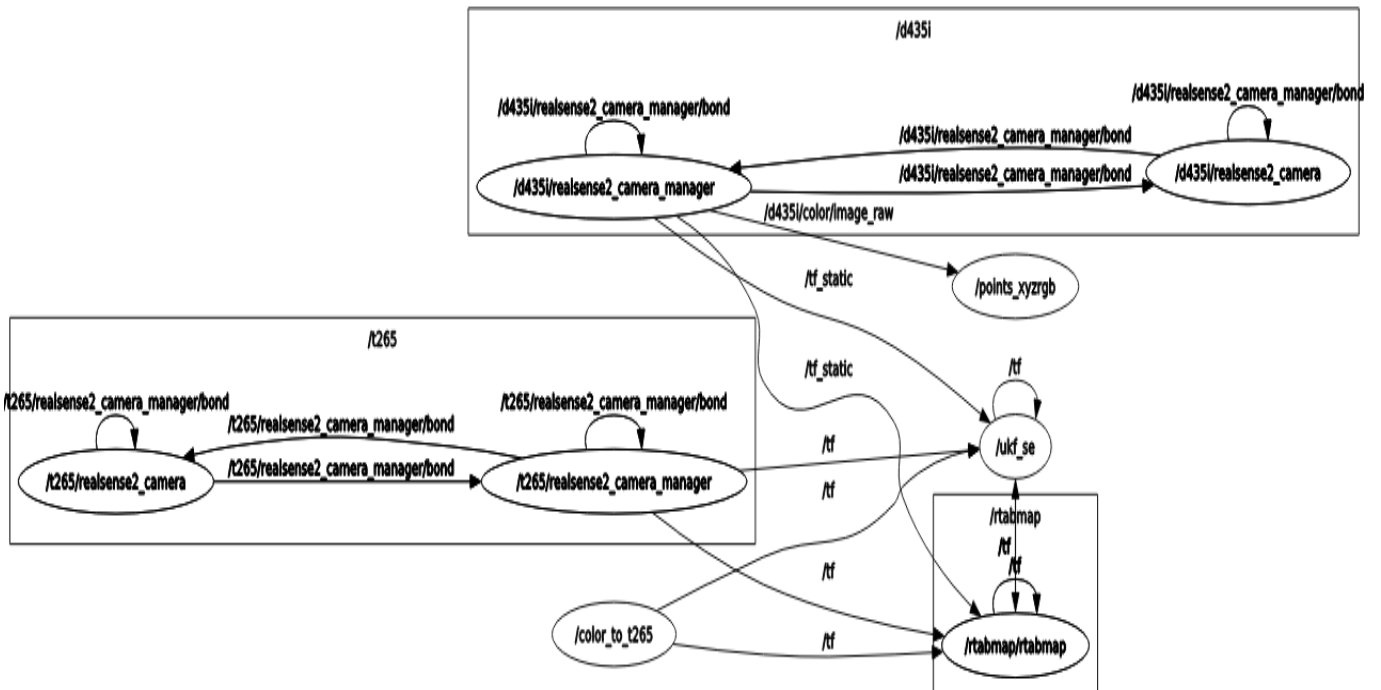 /d435i
/d435i/realsense2_camera_manager/bond
/d435i/realsense2_camera_manager/bond
/d435i/realsense2_camera_manager/bond
/d435i/realsense2_camera_manager/bond
/d435i/realsense2_camera_manager
/d435i/realsense2_camera
/d435i/color/image_raw
/tf_static
/points_xyzrgb
/t265
/tf_static
/tf
/t265/realsense2_camera_manager/bond
/t265/realsense2_camera_manager/bond
/t265/realsense2_camera_manager/bond
/t265/realsense2_camera_manager/bond
/t265/realsense2_camera
/t265/realsense2_camera_manager
/tf
/ukf_se
/tf
/rtabmap
/tf
/tf
/tf
/color_to_t265
/tf
/rtabmap/rtabmap